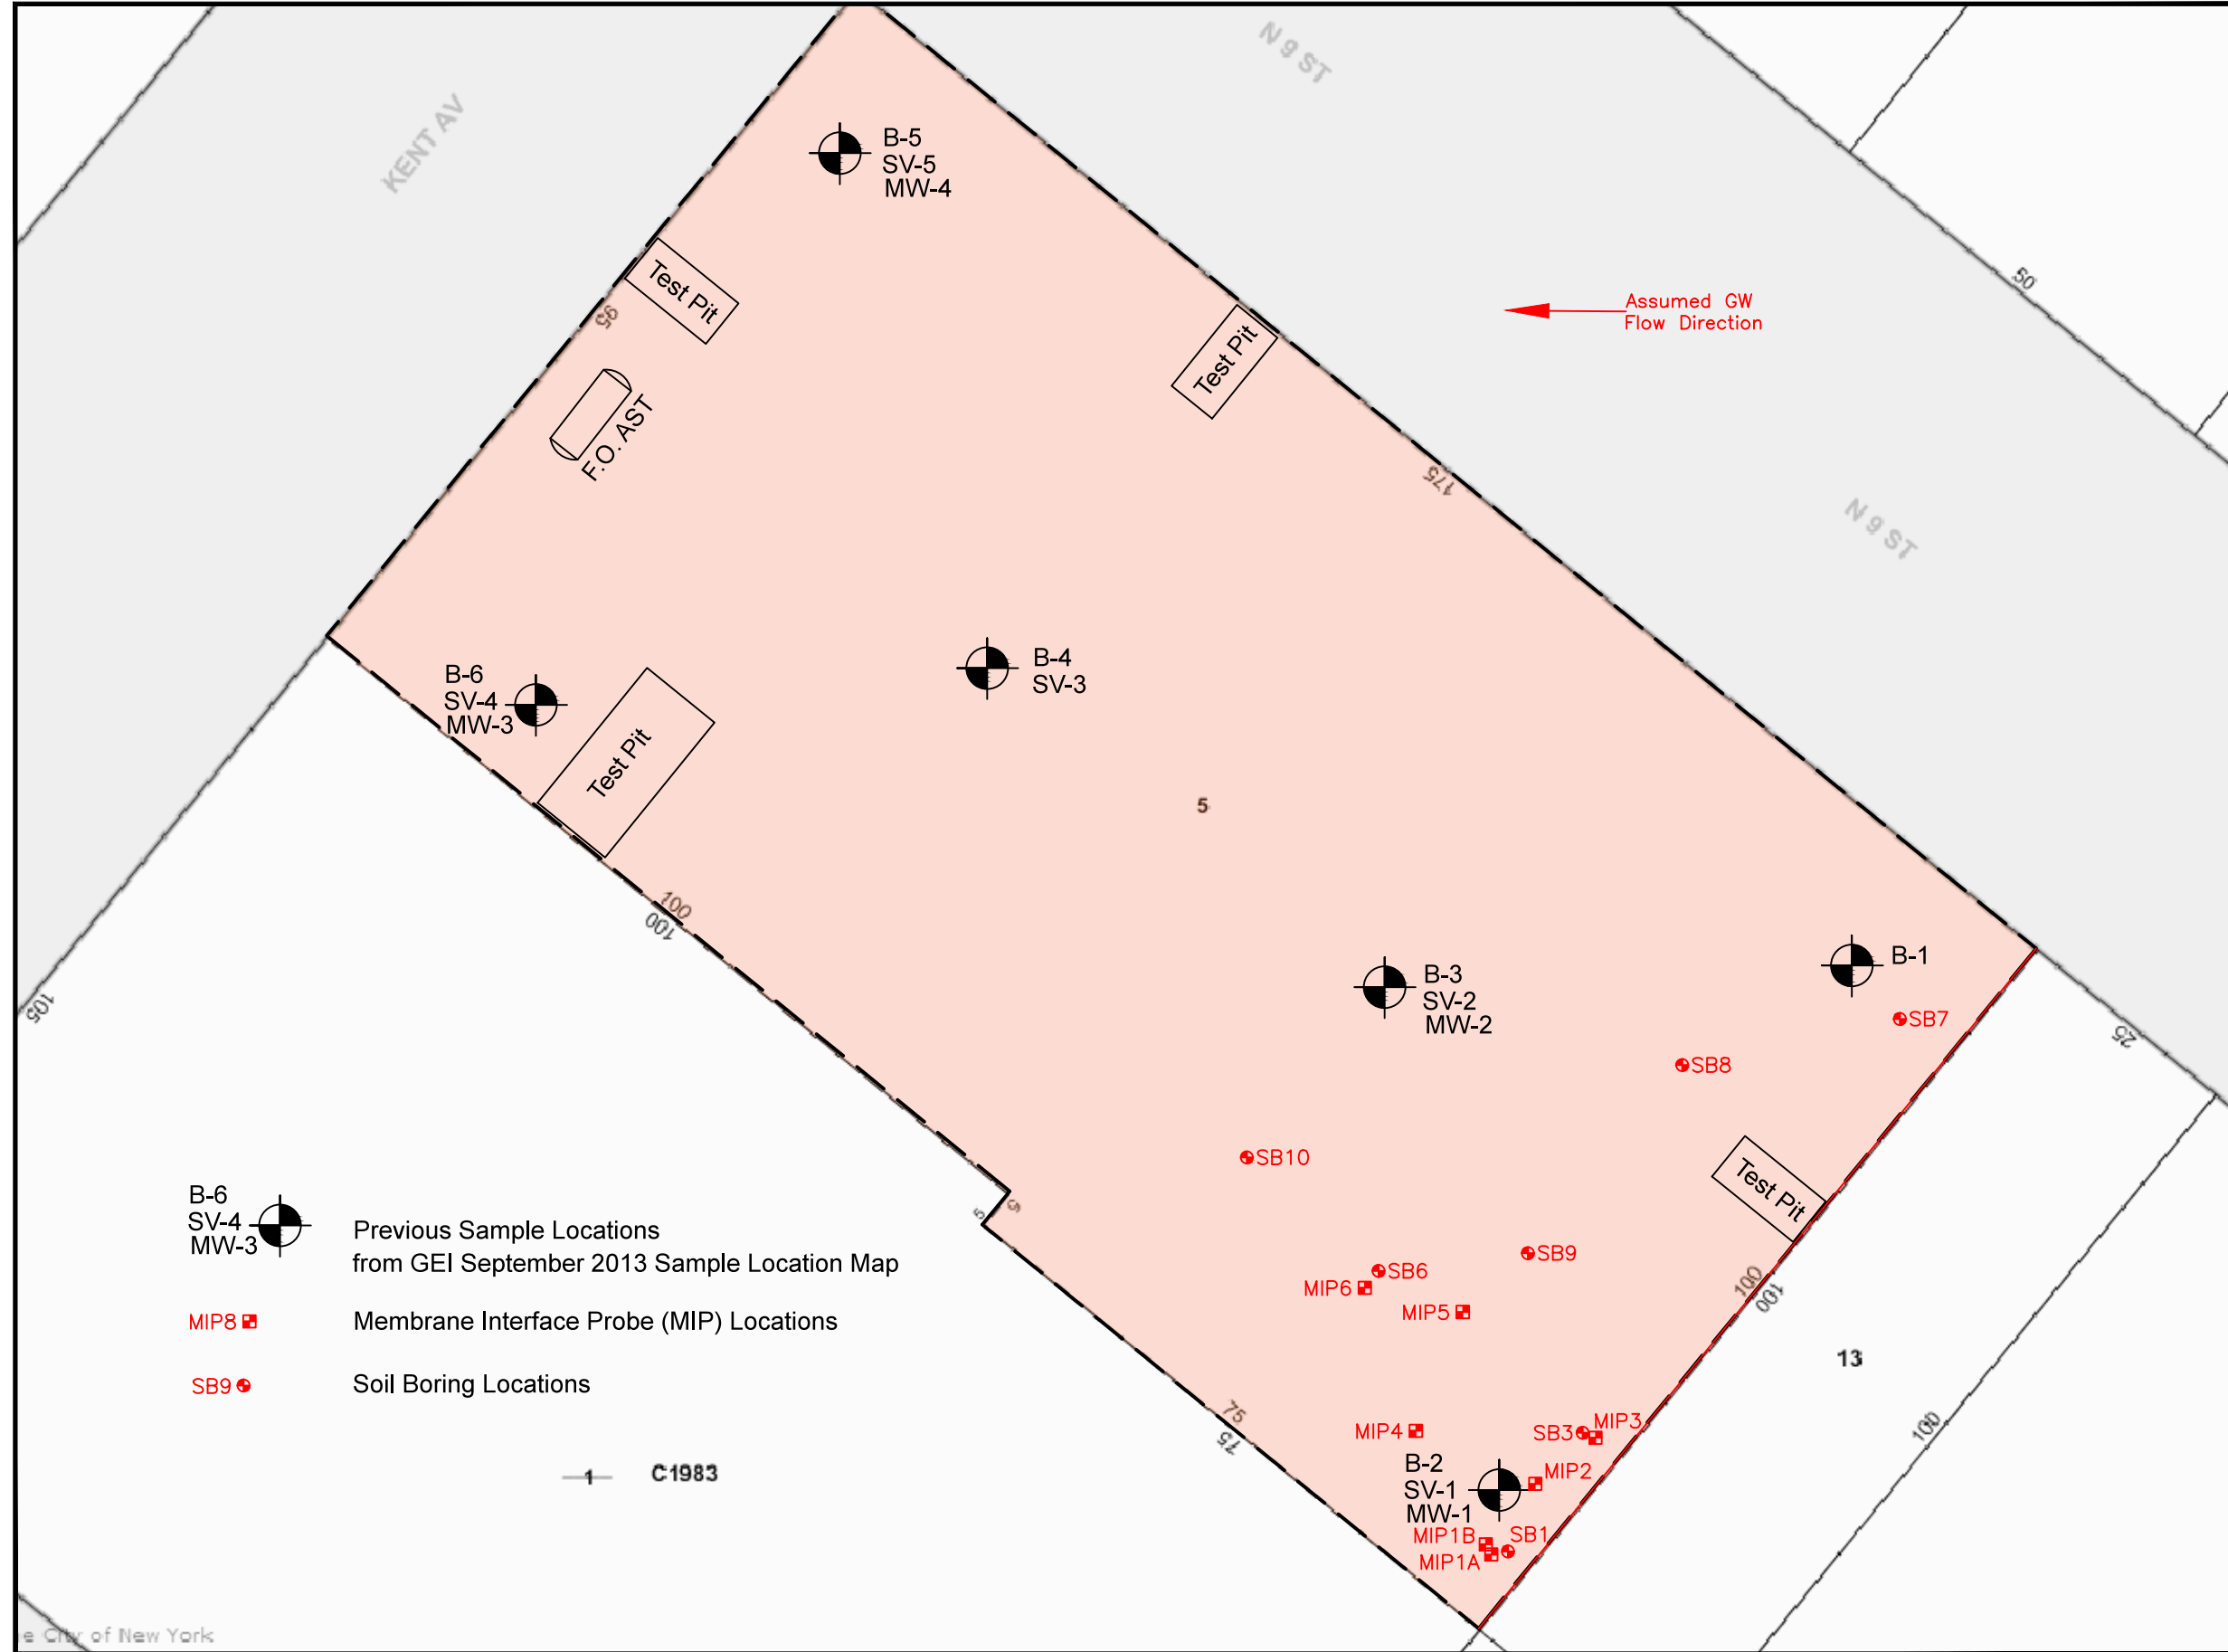 N 9 ST
KENT AV
B-5
SV-5
MW-4
Test Pit
95
F.O. AST
Test Pit
Assumed GW
Flow Direction
50
175
N 9 ST
B-6
SV-4
MW-3
Test Pit
B-4
SV-3
5
100
100
105
B-3
SV-2
MW-2
B-1
SB7
SB8
25
SB10
Test Pit
5
5
SB9
SB6
MIP6
MIP5
100
100
13
75
75
MIP4
SB3
MIP3
100
B-2
SV-1
MW-1
MIP2
MIP1B
SB1
MIP1A
B-6
SV-4
MW-3
Previous Sample Locations
from GEI September 2013 Sample Location Map
MIP8
Membrane Interface Probe (MIP) Locations
SB9
Soil Boring Locations
1 C1983
e City of New York